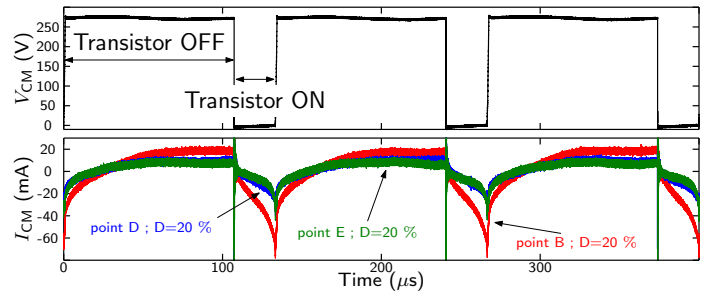 250
200
150
100
50
0
V_CM (V)
Transistor OFF
Transistor ON
20
0
-20
-40
-60
I_CM (mA)
point D ; D=20 %
point E ; D=20 %
point B ; D=20 %
0
100
200
300
Time (μs)